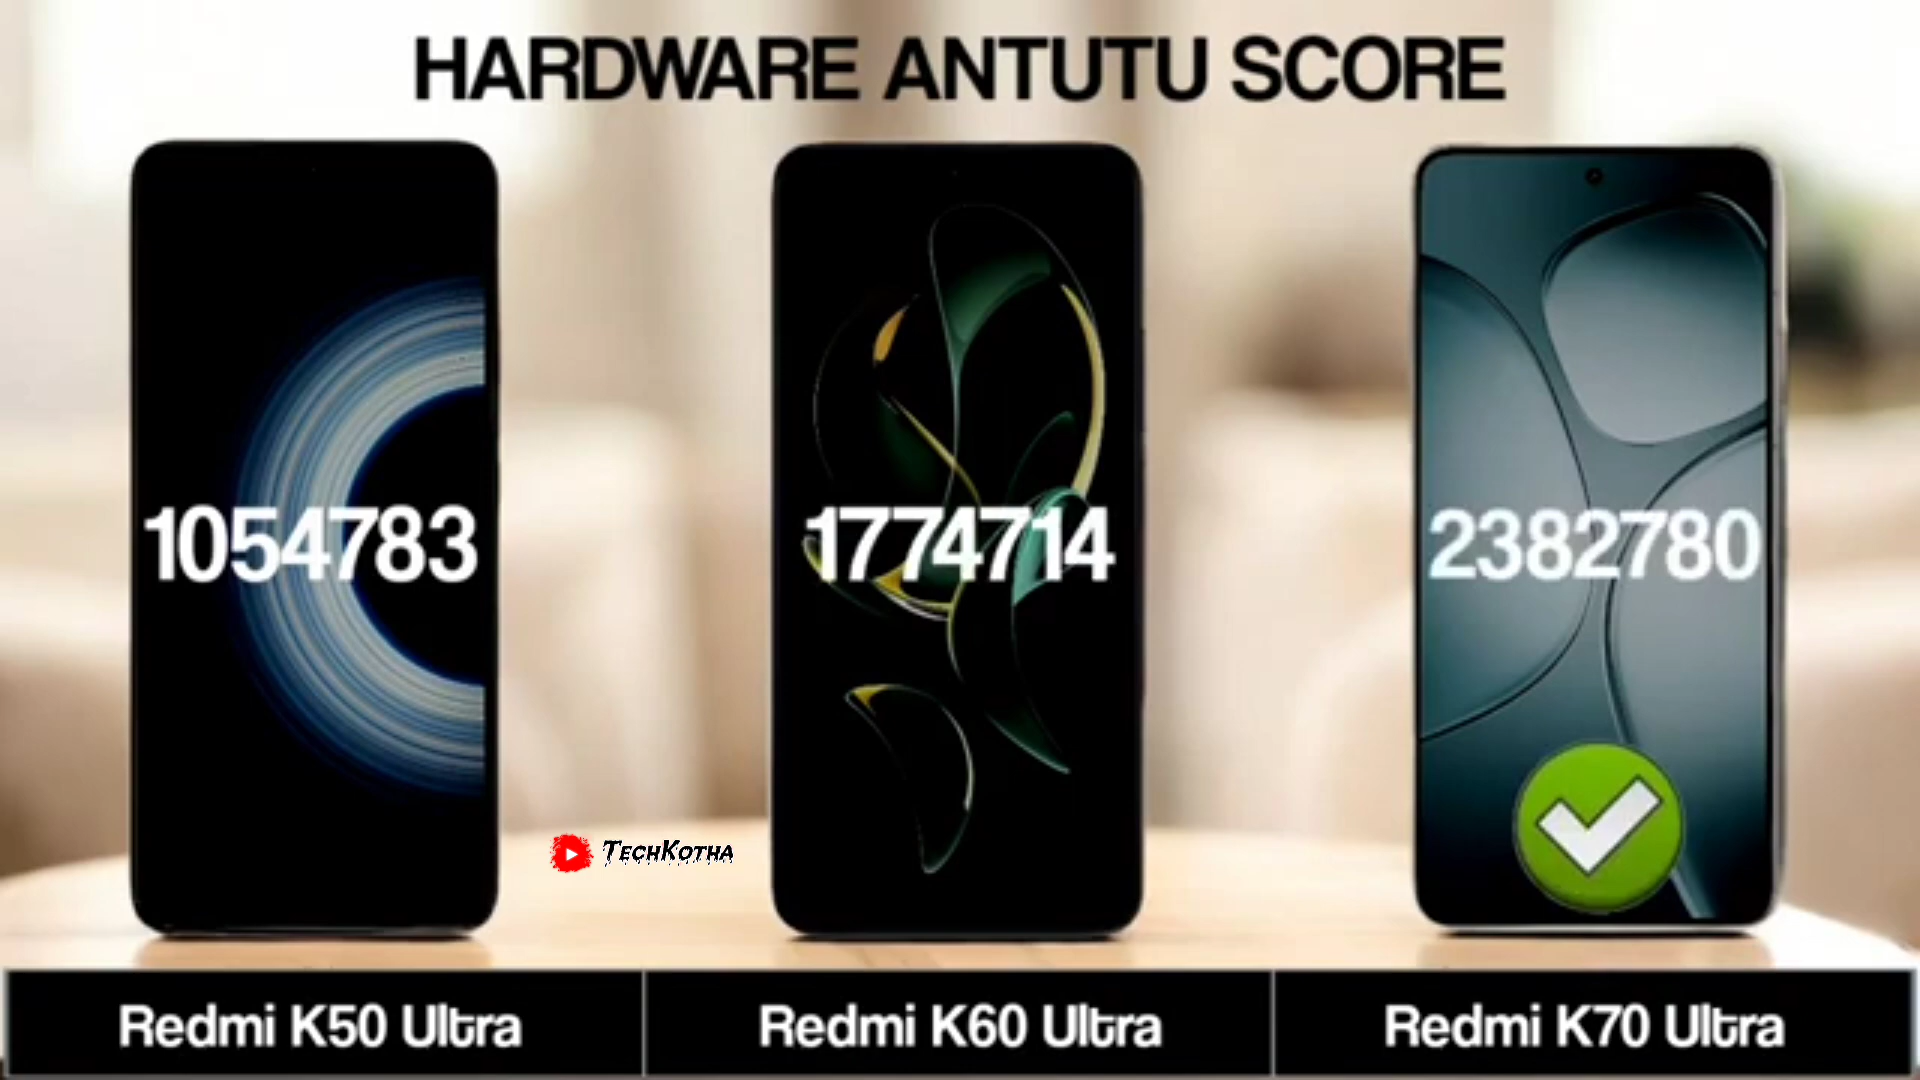 HARDWARE ANTUTU SCORE
1054783
1774714
2382780
TECHKOTHA
Redmi K50 Ultra
Redmi K60 Ultra
Redmi K70 Ultra